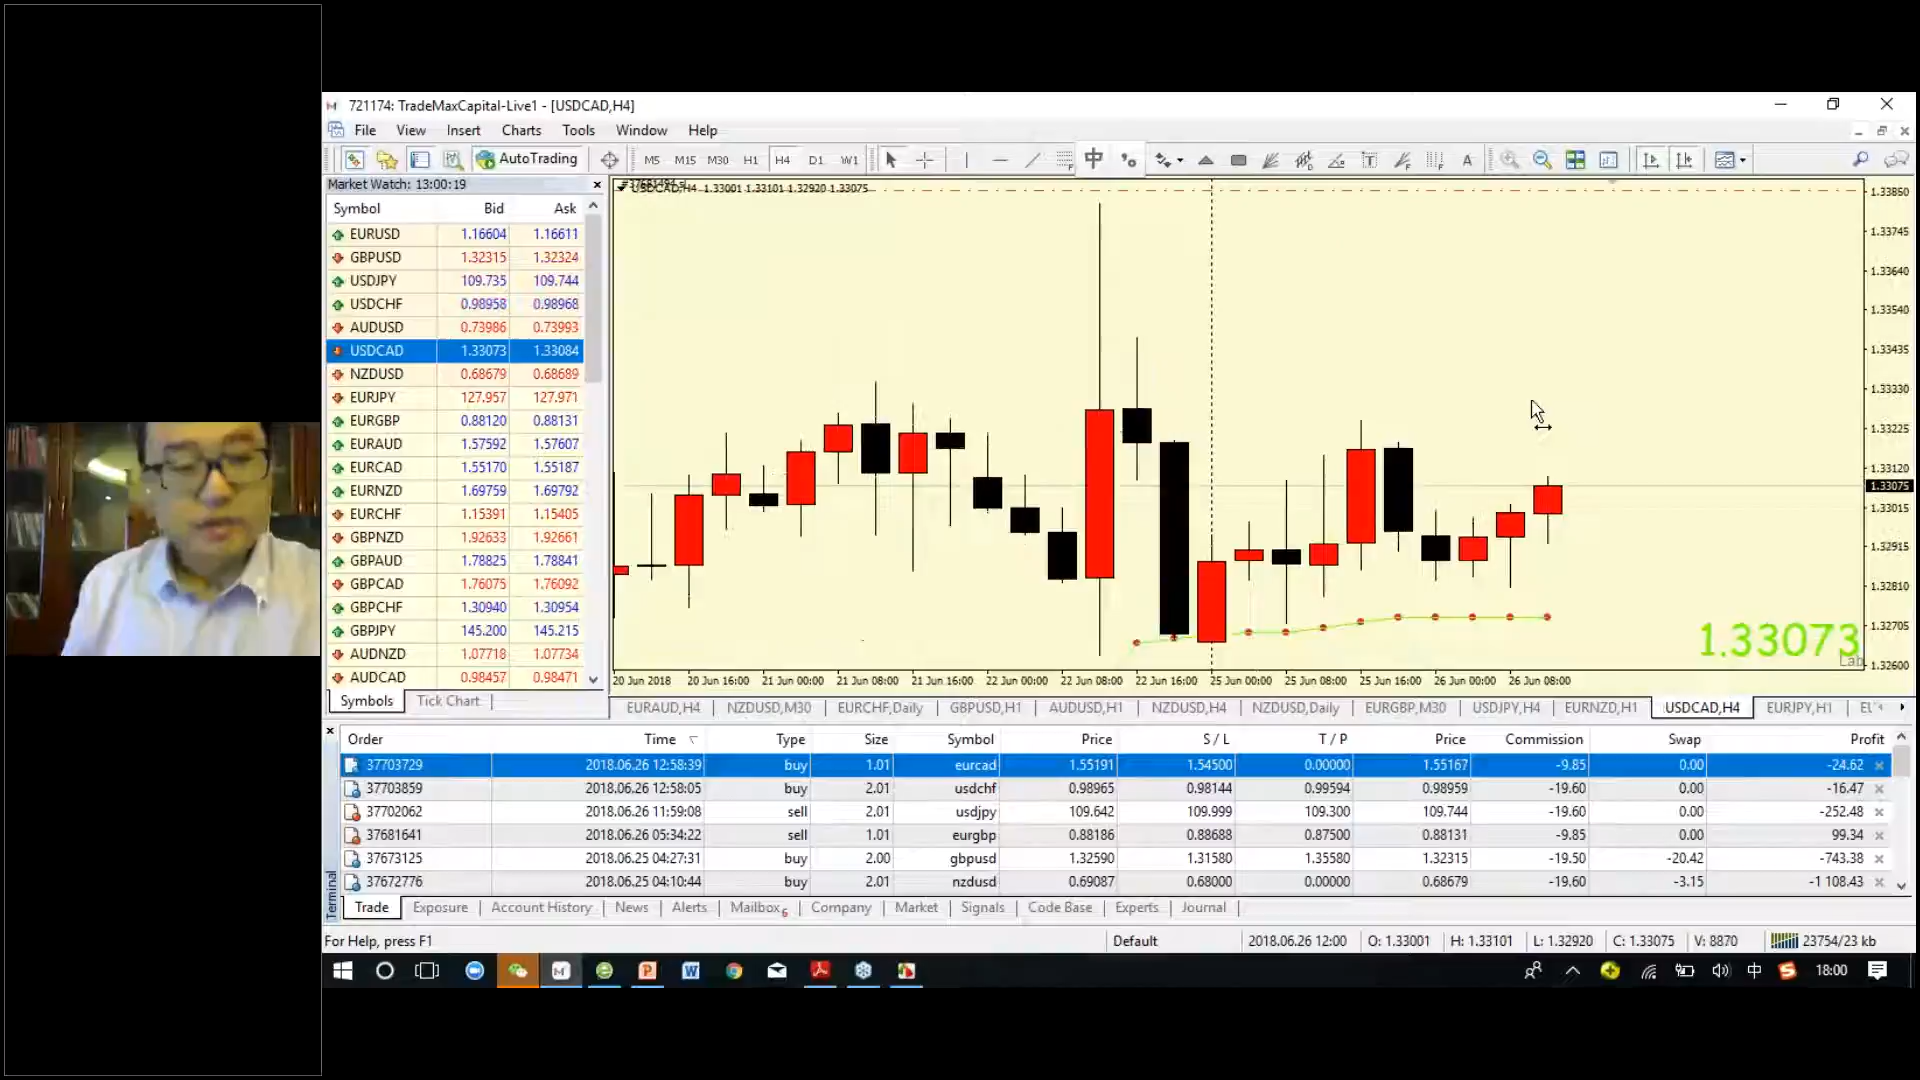 721174: TradeMaxCapital-Live1 - [USDCAD,H4]
File View Insert Charts Tools Window Help
AutoTrading M5 M15 M30 H1 H4 D1 W1 中 A
Market Watch: 13:00:19
Symbol Bid Ask
EURUSD 1.16604 1.16611
GBPUSD 1.32315 1.32324
USDJPY 109.735 109.744
USDCHF 0.98958 0.98968
AUDUSD 0.73986 0.73993
USDCAD 1.33073 1.33084
NZDUSD 0.68679 0.68689
EURJPY 127.957 127.971
EURGBP 0.88120 0.88131
EURAUD 1.57592 1.57607
EURCAD 1.55170 1.55187
EURNZD 1.69759 1.69792
EURCHF 1.15391 1.15405
GBPNZD 1.92633 1.92661
GBPAUD 1.78825 1.78841
GBPCAD 1.76075 1.76092
GBPCHF 1.30940 1.30954
GBPJPY 145.200 145.215
AUDNZD 1.07718 1.07734
AUDCAD 0.98457 0.98471
Symbols Tick Chart
USDCAD,H4 1.33001 1.33101 1.32920 1.33075
1.33850
1.33745
1.33640
1.33540
1.33435
1.33330
1.33225
1.33120
1.33075
1.33015
1.32915
1.32810
1.32705
1.32600
1.33073
Lab
20 Jun 2018 20 Jun 16:00 21 Jun 00:00 21 Jun 08:00 21 Jun 16:00 22 Jun 00:00 22 Jun 08:00 22 Jun 16:00 25 Jun 00:00 25 Jun 08:00 25 Jun 16:00 26 Jun 00:00 26 Jun 08:00
EURAUD,H4 NZDUSD,M30 EURCHF,Daily GBPUSD,H1 AUDUSD,H1 NZDUSD,H4 NZDUSD,Daily EURGBP,M30 USDJPY,H4 EURNZD,H1 USDCAD,H4 EURJPY,H1
Order Time Type Size Symbol Price S / L T / P Price Commission Swap Profit
37703729 2018.06.26 12:58:39 buy 1.01 eurcad 1.55191 1.54500 0.00000 1.55167 -9.85 0.00 -24.62
37703859 2018.06.26 12:58:05 buy 2.01 usdchf 0.98965 0.98144 0.99594 0.98959 -19.60 0.00 -16.47
37702062 2018.06.26 11:59:08 sell 2.01 usdjpy 109.642 109.999 109.300 109.744 -19.60 0.00 -252.48
37681641 2018.06.26 05:34:22 sell 1.01 eurgbp 0.88186 0.88688 0.87500 0.88131 -9.85 0.00 99.34
37673125 2018.06.25 04:27:31 buy 2.00 gbpusd 1.32590 1.31580 1.35580 1.32315 -19.50 -20.42 -743.38
37672776 2018.06.25 04:10:44 buy 2.01 nzdusd 0.69087 0.68000 0.00000 0.68679 -19.60 -3.15 -1 108.43
Terminal
Trade Exposure Account History News Alerts Mailbox6 Company Market Signals Code Base Experts Journal
For Help, press F1 Default 2018.06.26 12:00 O: 1.33001 H: 1.33101 L: 1.32920 C: 1.33075 V: 8870 23754/23 kb
中 18:00